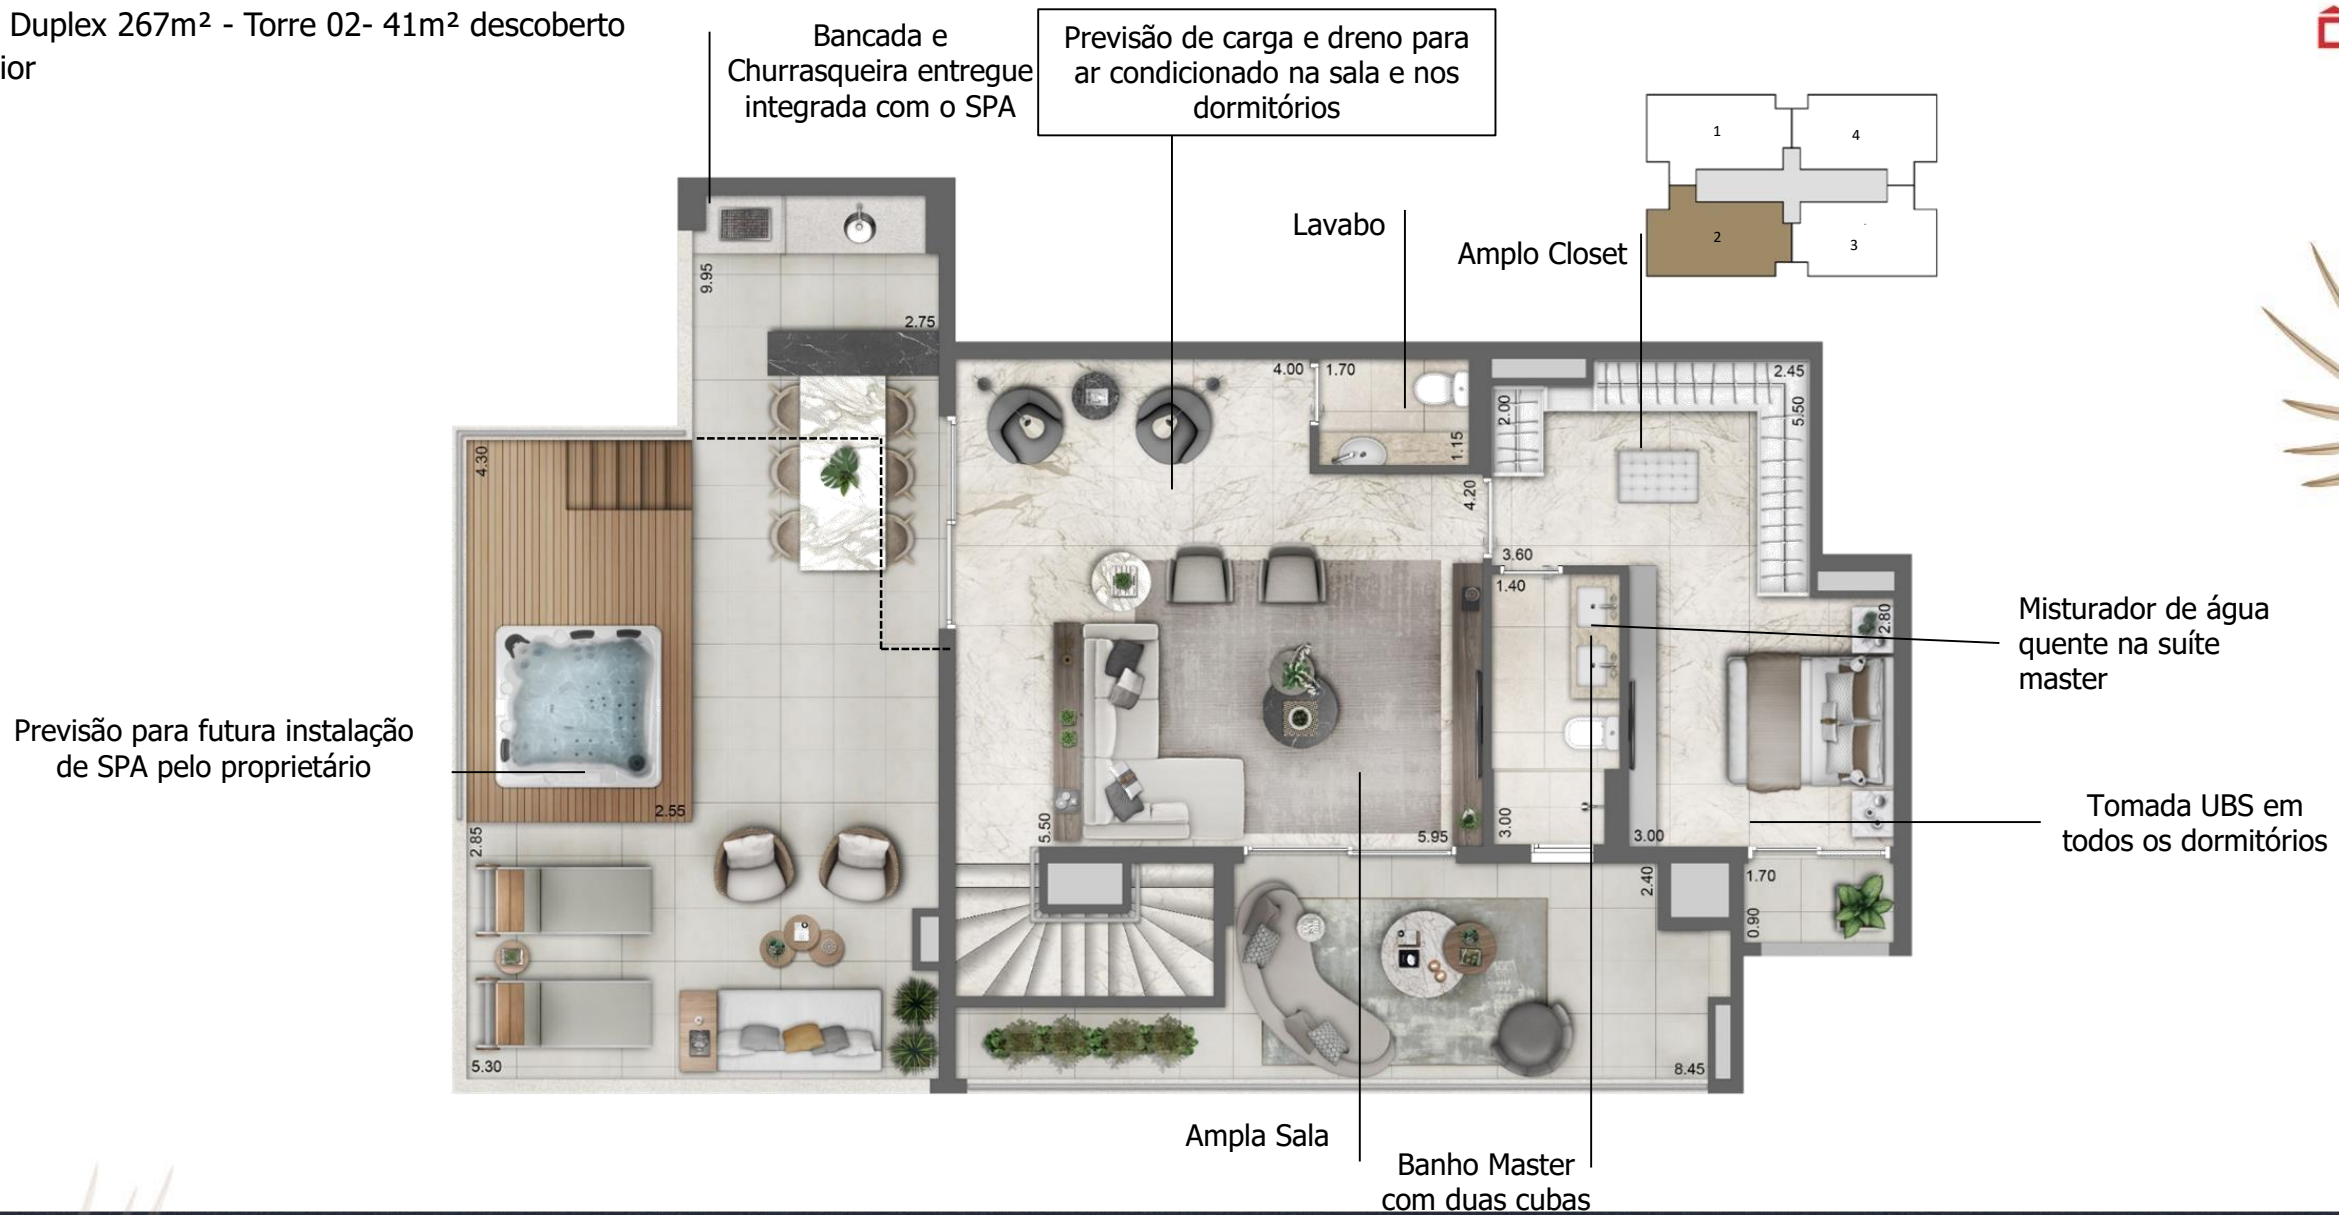 Duplex 267m² - Torre 02- 41m² descoberto
ior
Bancada e
Churrasqueira entregue
integrada com o SPA
Previsão de carga e dreno para
ar condicionado na sala e nos
dormitórios
1
4
2
3
Lavabo
Amplo Closet
9.95
2.75
4.00
1.70
2.45
2.00
5.50
1.15
4.30
4.20
3.60
1.40
2.80
Misturador de água
quente na suíte
master
Previsão para futura instalação
de SPA pelo proprietário
2.55
2.85
5.50
5.95
3.00
3.00
Tomada UBS em
todos os dormitórios
2.40
1.70
0.90
5.30
8.45
Ampla Sala
Banho Master
com duas cubas